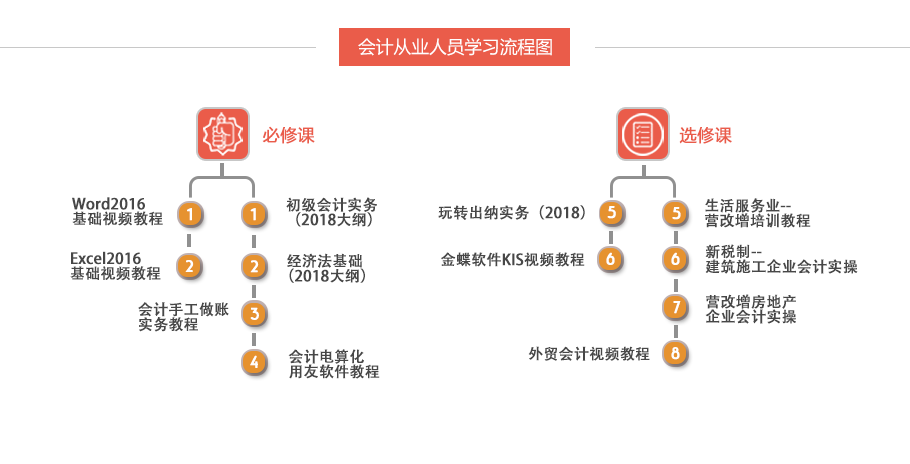 会计从业人员学习流程图
必修课
Word2016
基础视频教程
1
Excel2016
基础视频教程
2
1
初级会计实务
（2018大纲）
2
经济法基础
（2018大纲）
会计手工做账
实务教程
3
4
会计电算化
用友软件教程
选修课
玩转出纳实务（2018）
5
金蝶软件KIS视频教程
6
5
生活服务业--
营改增培训教程
6
新税制--
建筑施工企业会计实操
7
营改增房地产
企业会计实操
外贸会计视频教程
8